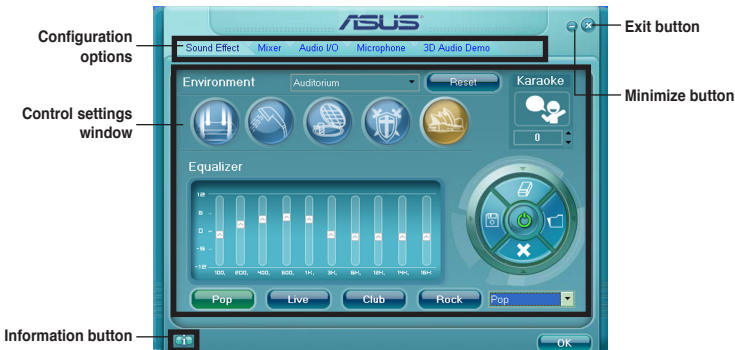 ASUS
Configuration options
Exit button
Sound Effect Mixer Audio I/O Microphone 3D Audio Demo
Minimize button
Environment Auditorium Reset Karaoke
Control settings window
0
Equalizer
12
8
0
-6
-12
100, 200, 400, 600, 1K, 3K, 6K, 12K, 14K, 16K
Pop Live Club Rock Pop
Information button
i
OK